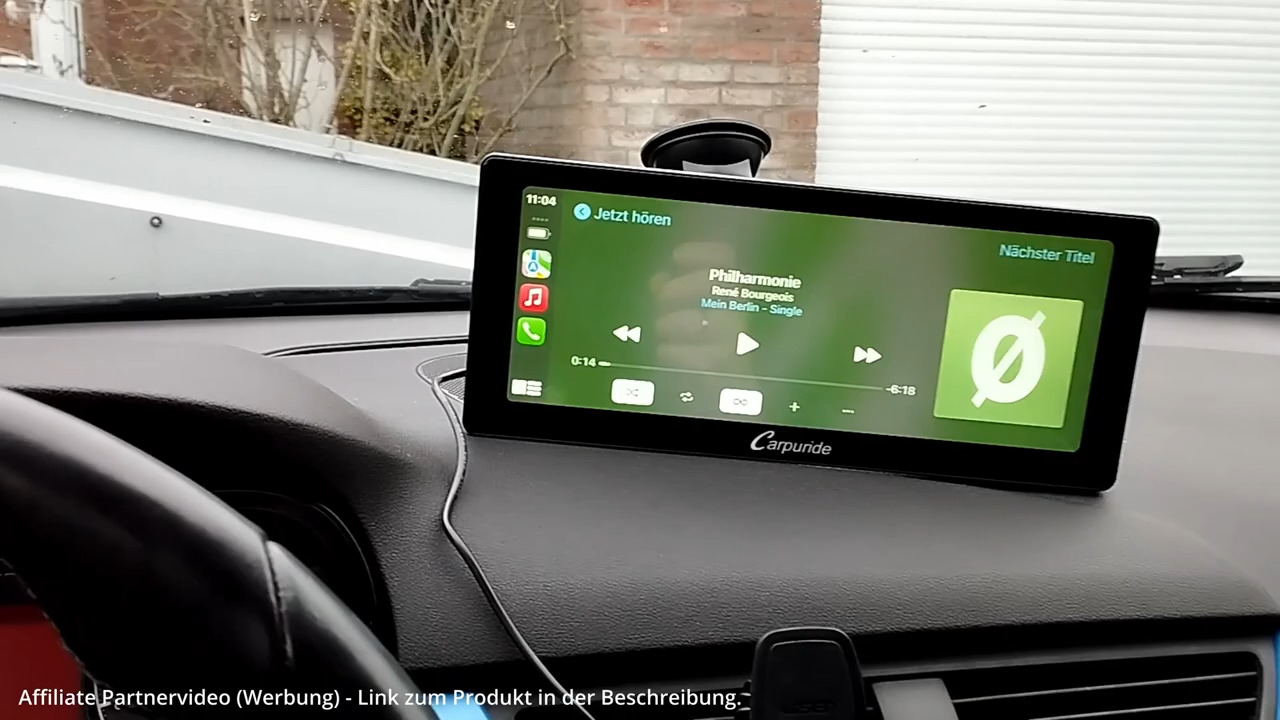 11:04
Jetzt hören
Nächster Titel
Philharmonie
René Bourgeois
Mein Berlin - Single
0:14
-6:18
Carpuride
Affiliate Partnervideo (Werbung) - Link zum Produkt in der Beschreibung.